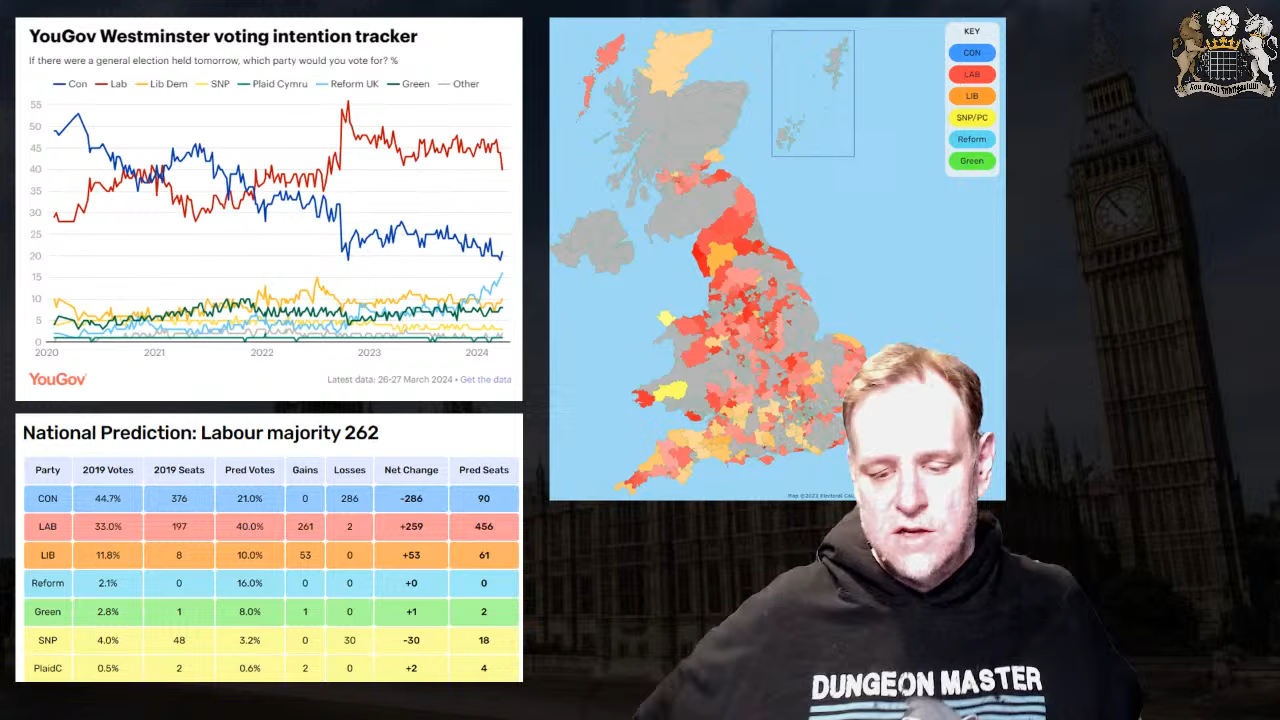 YouGov Westminster voting intention tracker
If there were a general election held tomorrow, which party would you vote for? %
Con Lab Lib Dem SNP Plaid Cymru Reform UK Green Other
55
50
45
40
35
30
25
20
15
10
5
0
2020 2021 2022 2023 2024
YouGov
Latest data: 26-27 March 2024 • Get the data
National Prediction: Labour majority 262
Party 2019 Votes 2019 Seats Pred Votes Gains Losses Net Change Pred Seats
CON 44.7% 376 21.0% 0 286 -286 90
LAB 33.0% 197 40.0% 261 2 +259 456
LIB 11.8% 8 10.0% 53 0 +53 61
Reform 2.1% 0 16.0% 0 0 +0 0
Green 2.8% 1 8.0% 1 0 +1 2
SNP 4.0% 48 3.2% 0 30 -30 18
PlaidC 0.5% 2 0.6% 2 0 +2 4
KEY
CON
LAB
LIB
SNP/PC
Reform
Green
DUNGEON MASTER